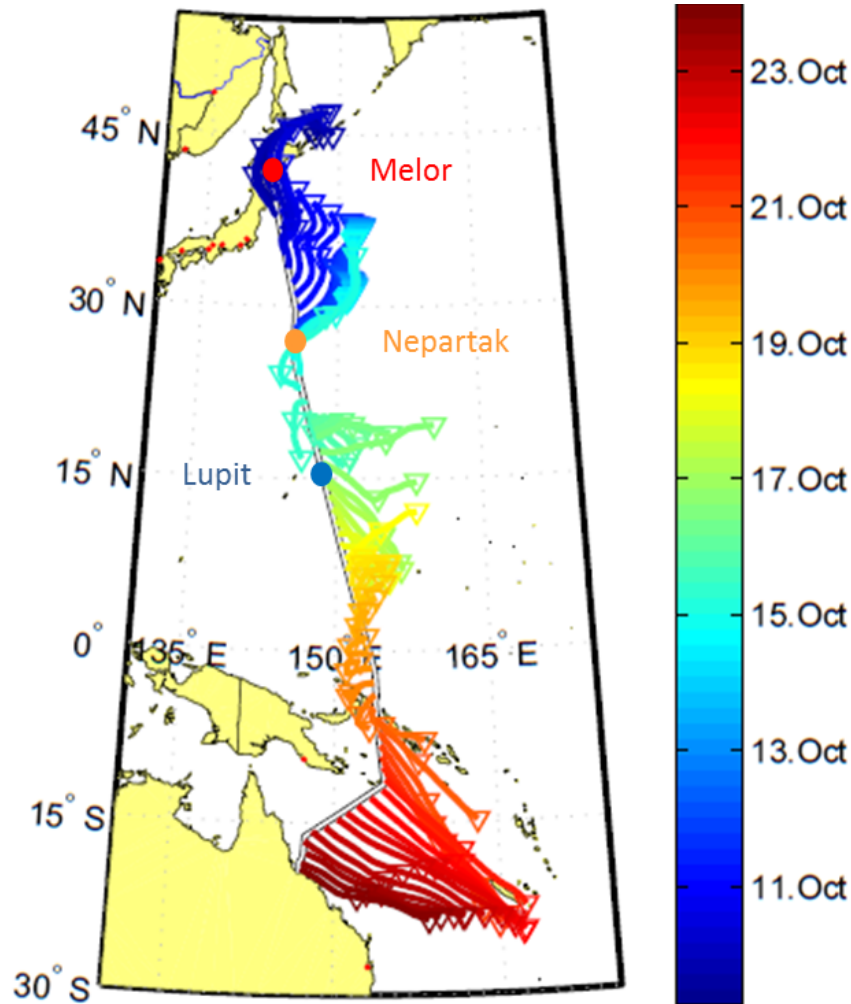 45° N
Melor
30° N
Nepartak
15° N
Lupit
0°
135° E
150° E
165° E
15° S
30° S
23.Oct
21.Oct
19.Oct
17.Oct
15.Oct
13.Oct
11.Oct